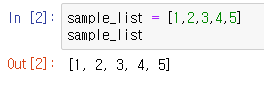 In [2]: sample_list = [1,2,3,4,5]
sample_list
Out[2]: [1, 2, 3, 4, 5]